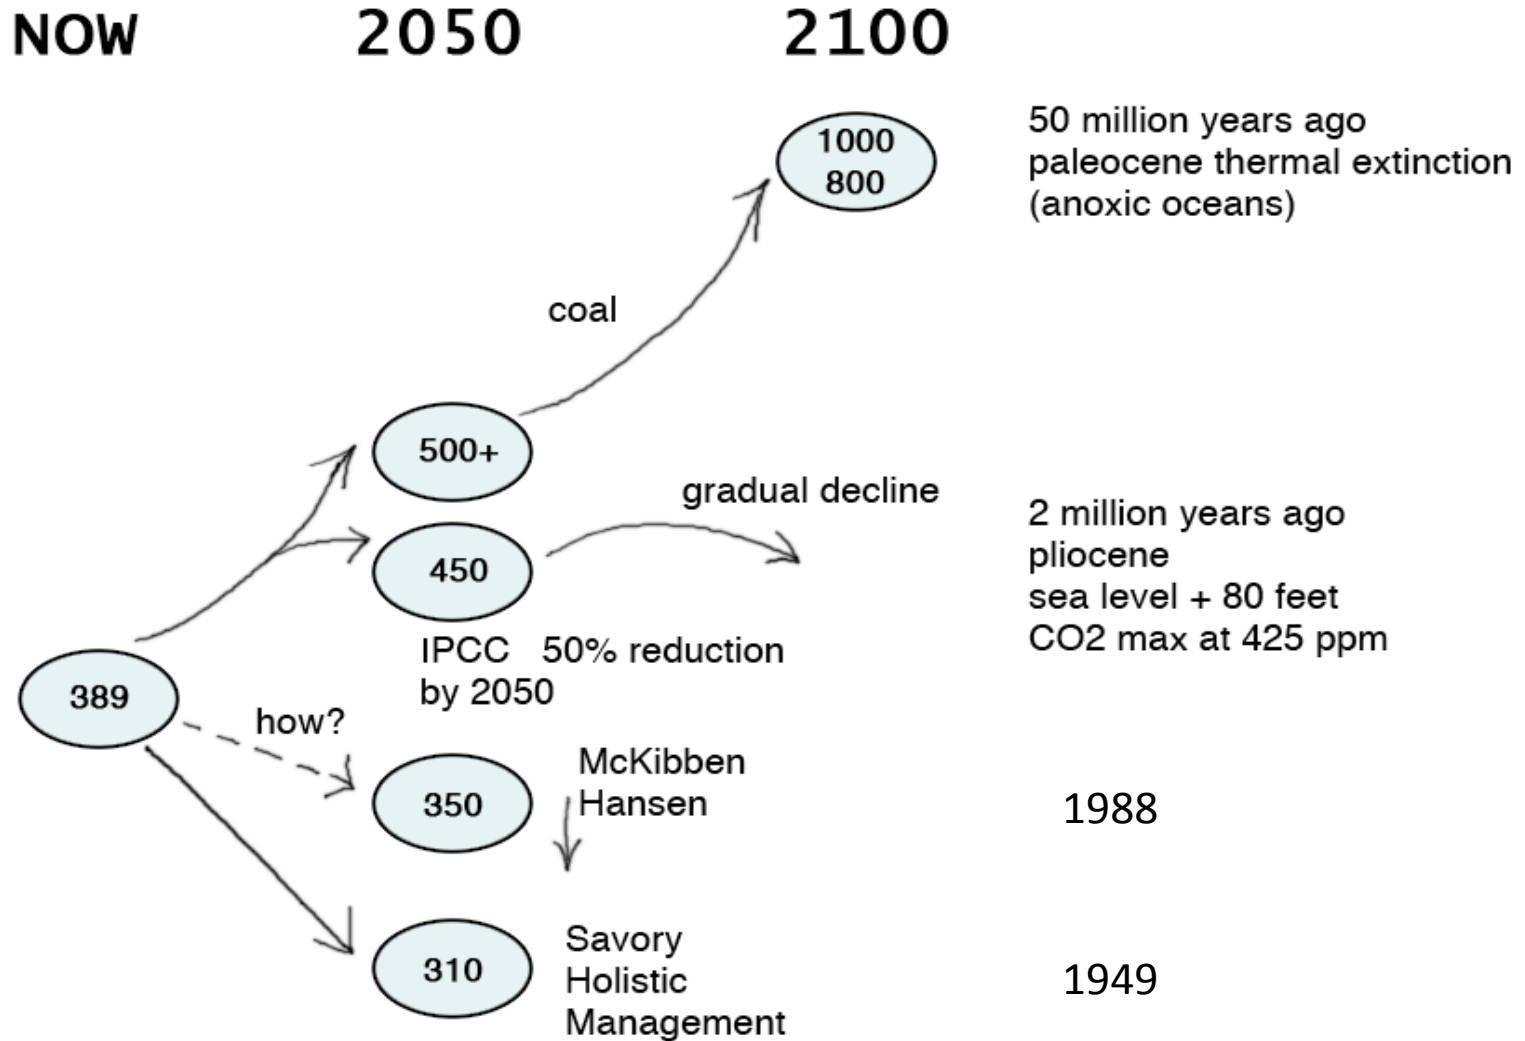 NOW 2050 2100
1000
800
50 million years ago
paleocene thermal extinction
(anoxic oceans)
coal
500+
gradual decline
450
2 million years ago
pliocene
sea level + 80 feet
CO2 max at 425 ppm
IPCC 50% reduction
by 2050
389
how?
350
McKibben
Hansen
1988
310
Savory
Holistic
Management
1949